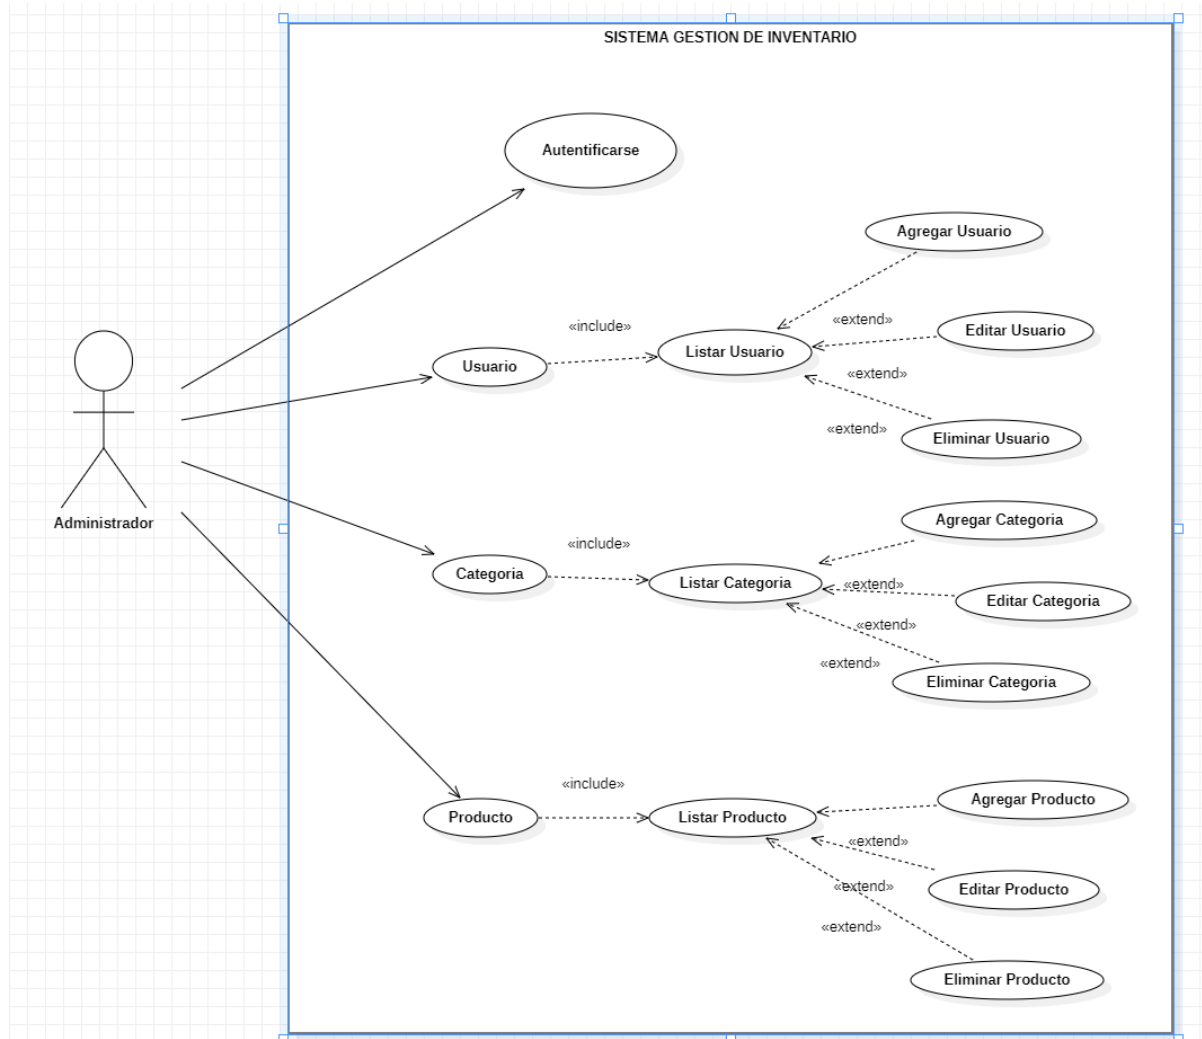 SISTEMA GESTION DE INVENTARIO
Autentificarse
Agregar Usuario
«include»
«extend»
Editar Usuario
Listar Usuario
Usuario
«extend»
«extend»
Eliminar Usuario
Administrador
Agregar Categoria
«include»
Categoria
Listar Categoria
«extend»
Editar Categoria
«extend»
«extend»
Eliminar Categoria
«include»
Agregar Producto
Producto
Listar Producto
«extend»
«extend»
Editar Producto
«extend»
Eliminar Producto